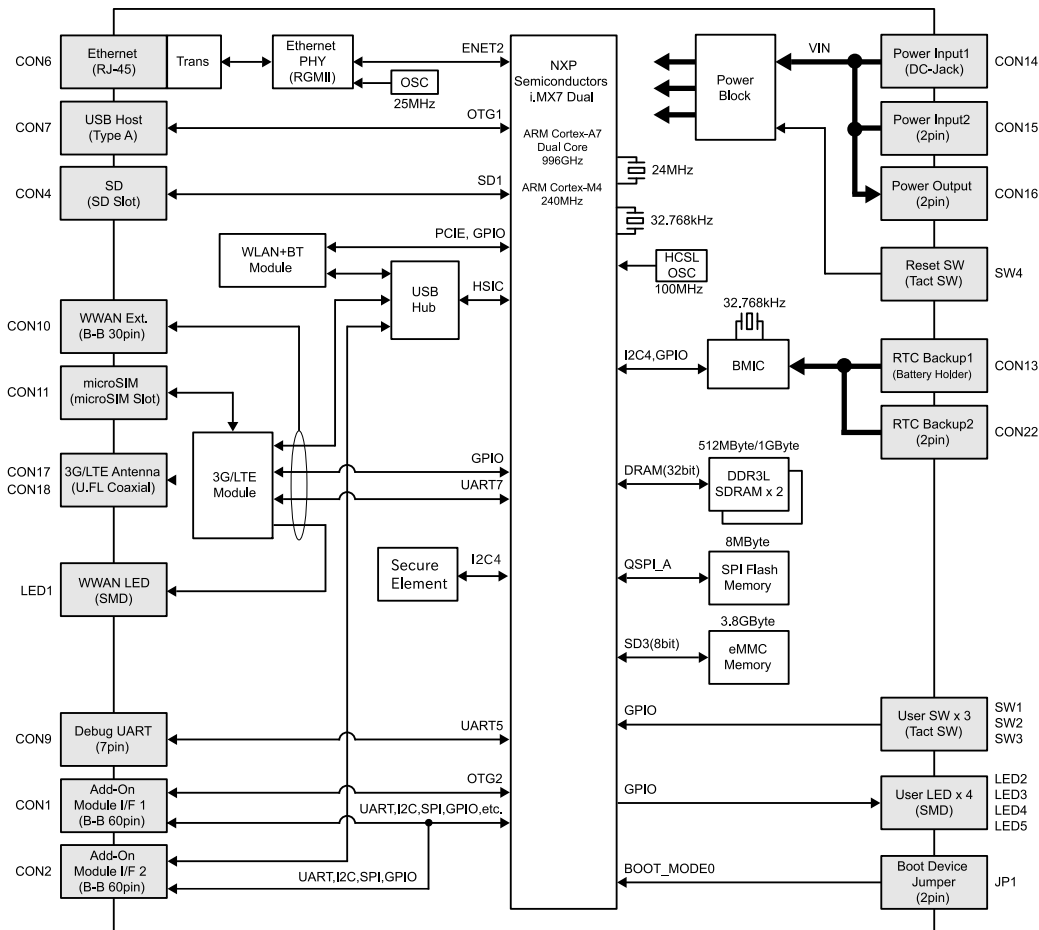 CON6
Ethernet
(RJ-45)
Trans
Ethernet
PHY
(RGMII)
OSC
25MHz
ENET2
CON7
USB Host
(Type A)
OTG1
CON4
SD
(SD Slot)
SD1
WLAN+BT
Module
PCIE, GPIO
USB
Hub
HSIC
CON10
WWAN Ext.
(B-B 30pin)
CON11
microSIM
(microSIM Slot)
CON17
CON18
3G/LTE Antenna
(U.FL Coaxial)
3G/LTE
Module
GPIO
UART7
Secure
Element
I2C4
LED1
WWAN LED
(SMD)
CON9
Debug UART
(7pin)
UART5
CON1
Add-On
Module I/F 1
(B-B 60pin)
OTG2
UART,I2C,SPI,GPIO,etc.
CON2
Add-On
Module I/F 2
(B-B 60pin)
UART,I2C,SPI,GPIO
NXP
Semiconductors
i.MX7 Dual
ARM Cortex-A7
Dual Core
996GHz
ARM Cortex-M4
240MHz
24MHz
32.768kHz
HCSL
OSC
100MHz
Power
Block
VIN
Power Input1
(DC-Jack)
CON14
Power Input2
(2pin)
CON15
Power Output
(2pin)
CON16
Reset SW
(Tact SW)
SW4
32.768kHz
I2C4,GPIO
BMIC
RTC Backup1
(Battery Holder)
CON13
RTC Backup2
(2pin)
CON22
512MByte/1GByte
DRAM(32bit)
DDR3L
SDRAM x 2
8MByte
QSPI_A
SPI Flash
Memory
3.8GByte
SD3(8bit)
eMMC
Memory
GPIO
User SW x 3
(Tact SW)
SW1
SW2
SW3
GPIO
User LED x 4
(SMD)
LED2
LED3
LED4
LED5
BOOT_MODE0
Boot Device
Jumper
(2pin)
JP1